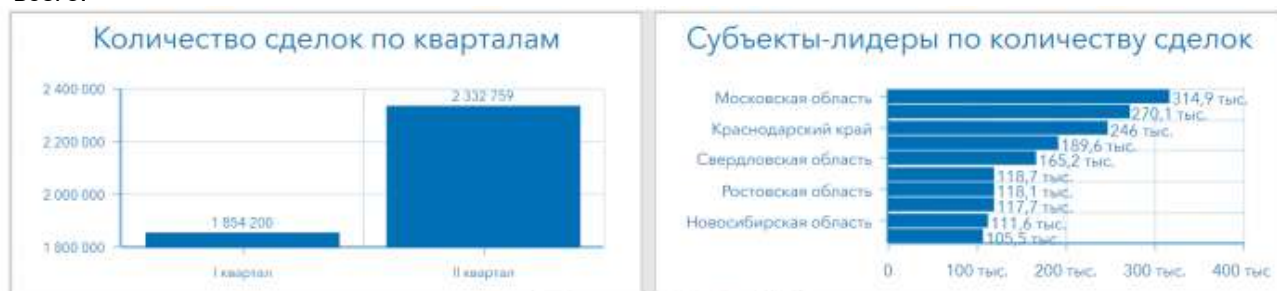 Количество сделок по кварталам
2 400 000
2 332 759
2 200 000
2 000 000
1 854 200
1 800 000
I квартал
II квартал
Субъекты-лидеры по количеству сделок
Московская область
314,9 тыс.
270,1 тыс.
Краснодарский край
246 тыс.
189,6 тыс.
Свердловская область
165,2 тыс.
118,7 тыс.
Ростовская область
118,1 тыс.
117,7 тыс.
Новосибирская область
111,6 тыс.
105,5 тыс.
0 100 тыс. 200 тыс. 300 тыс. 400 тыс